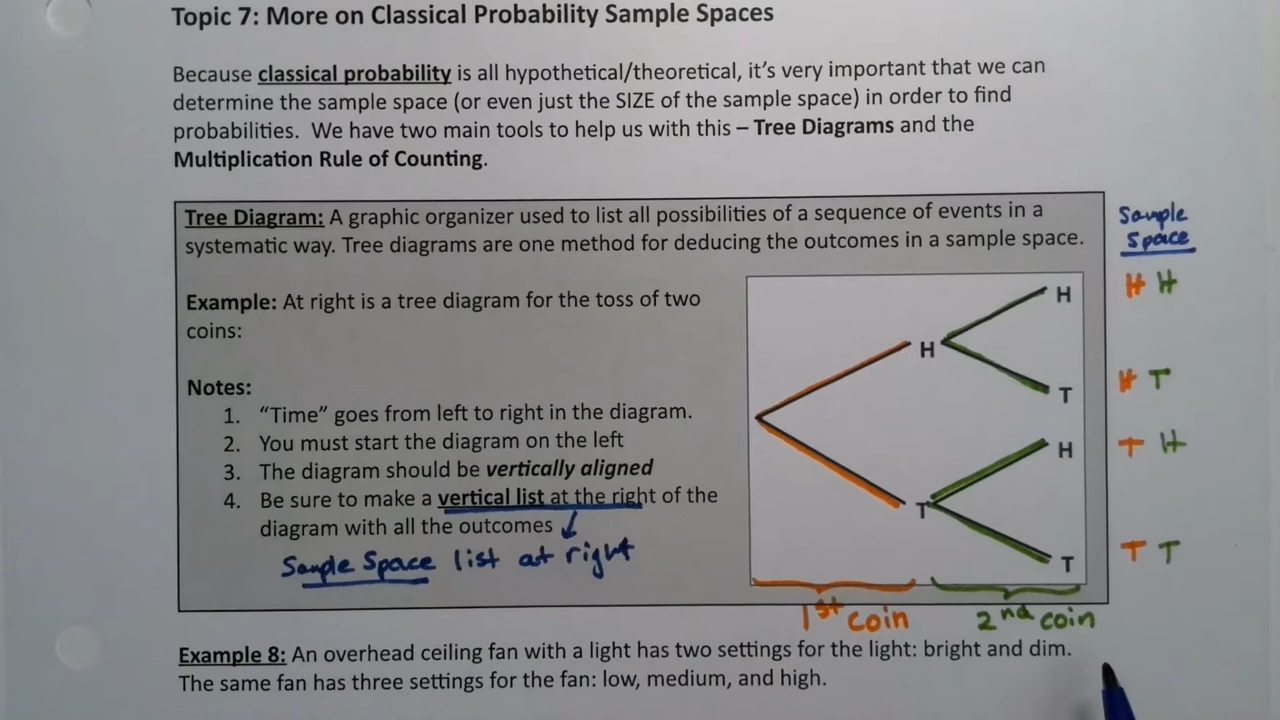 Topic 7: More on Classical Probability Sample Spaces
Because classical probability is all hypothetical/theoretical, it's very important that we can
determine the sample space (or even just the SIZE of the sample space) in order to find
probabilities. We have two main tools to help us with this – Tree Diagrams and the
Multiplication Rule of Counting.
Tree Diagram: A graphic organizer used to list all possibilities of a sequence of events in a
systematic way. Tree diagrams are one method for deducing the outcomes in a sample space.
Example: At right is a tree diagram for the toss of two
coins:
Notes:
1. "Time" goes from left to right in the diagram.
2. You must start the diagram on the left
3. The diagram should be vertically aligned
4. Be sure to make a vertical list at the right of the
diagram with all the outcomes
Sample Space list at right
H
H
T
H
T
T
1st coin
2nd coin
Sample
Space
H H
H T
T H
T T
Example 8: An overhead ceiling fan with a light has two settings for the light: bright and dim.
The same fan has three settings for the fan: low, medium, and high.